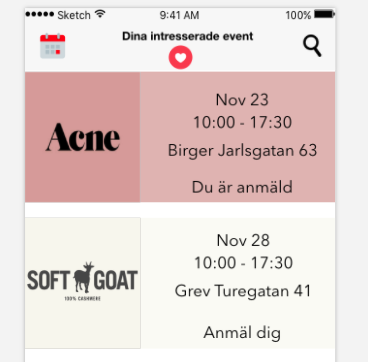 Sketch 9:41 AM 100%
Dina intresserade event
Acne
Nov 23
10:00 - 17:30
Birger Jarlsgatan 63
Du är anmäld
SOFT GOAT
100% CASHMERE
Nov 28
10:00 - 17:30
Grev Turegatan 41
Anmäl dig